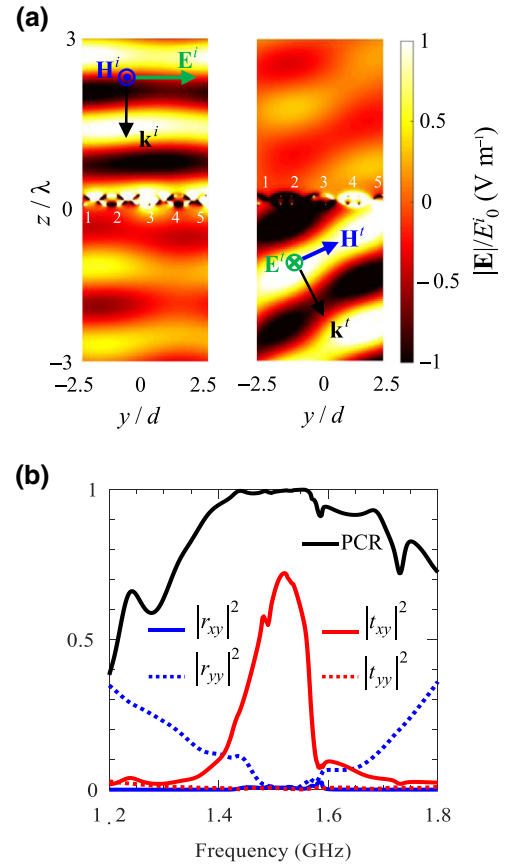 (a)
3
0
-3
z / λ
H^i
E^i
k^i
1 2 3 4 5
-2.5 0 2.5
y / d
1 2 3 4 5
E^t
H^t
k^t
-2.5 0 2.5
y / d
1
0.5
0
-0.5
-1
|E|/E_0^i (V m^-1)
(b)
1
0.5
0
PCR
|r_xy|^2 |t_xy|^2
|r_yy|^2 |t_yy|^2
1.2 1.4 1.6 1.8
Frequency (GHz)